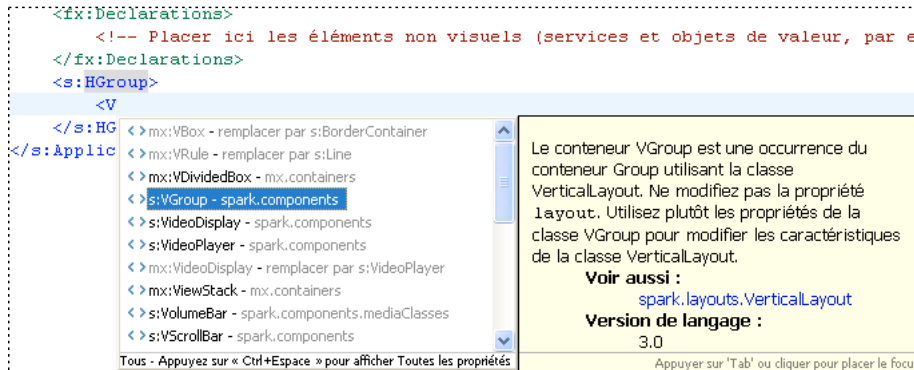 <fx:Declarations>
<!-- Placer ici les éléments non visuels (services et objets de valeur, par e
</fx:Declarations>
<s:HGroup>
<V
</s:HG
</s:Applic
<> mx:VBox - remplacer par s:BorderContainer
<> mx:VRule - remplacer par s:Line
<> mx:VDividedBox - mx.containers
<> s:VGroup - spark.components
<> s:VideoDisplay - spark.components
<> s:VideoPlayer - spark.components
<> mx:VideoDisplay - remplacer par s:VideoPlayer
<> mx:ViewStack - mx.containers
<> s:VolumeBar - spark.components.mediaClasses
<> s:VScrollBar - spark.components
Tous - Appuyez sur « Ctrl+Espace » pour afficher Toutes les propriétés
Le conteneur VGroup est une occurrence du
conteneur Group utilisant la classe
VerticalLayout. Ne modifiez pas la propriété
layout. Utilisez plutôt les propriétés de la
classe VGroup pour modifier les caractéristiques
de la classe VerticalLayout.
Voir aussi :
spark.layouts.VerticalLayout
Version de langage :
3.0
Appuyer sur 'Tab' ou cliquer pour placer le focu